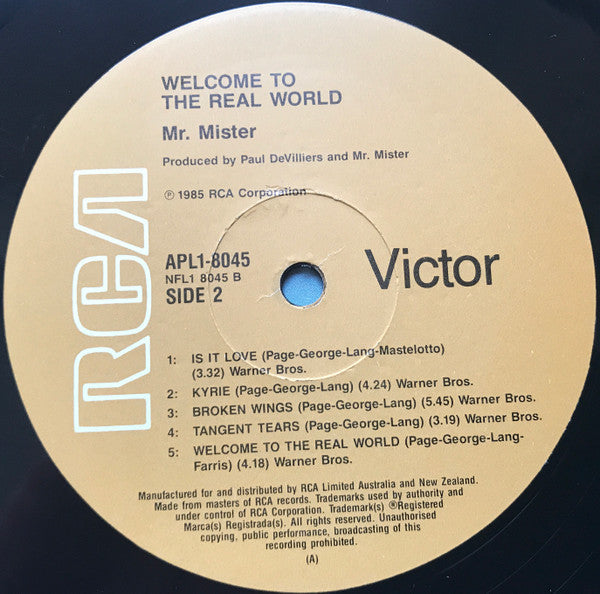 WELCOME TO
THE REAL WORLD
Mr. Mister
Produced by Paul DeVilliers and Mr. Mister
℗ 1985 RCA Corporation
RCA
APL1-8045
NFL1 8045 B
SIDE 2
Victor
1: IS IT LOVE (Page-George-Lang-Mastelotto)
(3.32) Warner Bros.
2: KYRIE (Page-George-Lang) (4.24) Warner Bros.
3: BROKEN WINGS (Page-George-Lang) (5.45) Warner Bros.
4: TANGENT TEARS (Page-George-Lang) (3.19) Warner Bros.
5: WELCOME TO THE REAL WORLD (Page-George-Lang-
Farris) (4.18) Warner Bros.
Manufactured for and distributed by RCA Limited Australia and New Zealand.
Made from masters of RCA records. Trademarks used by authority and
under control of RCA Corporation. Trademarks ®Registered
Marca(s) Registrada(s). All rights reserved. Unauthorised
copying, public performance, broadcasting of this
recording prohibited.
(A)